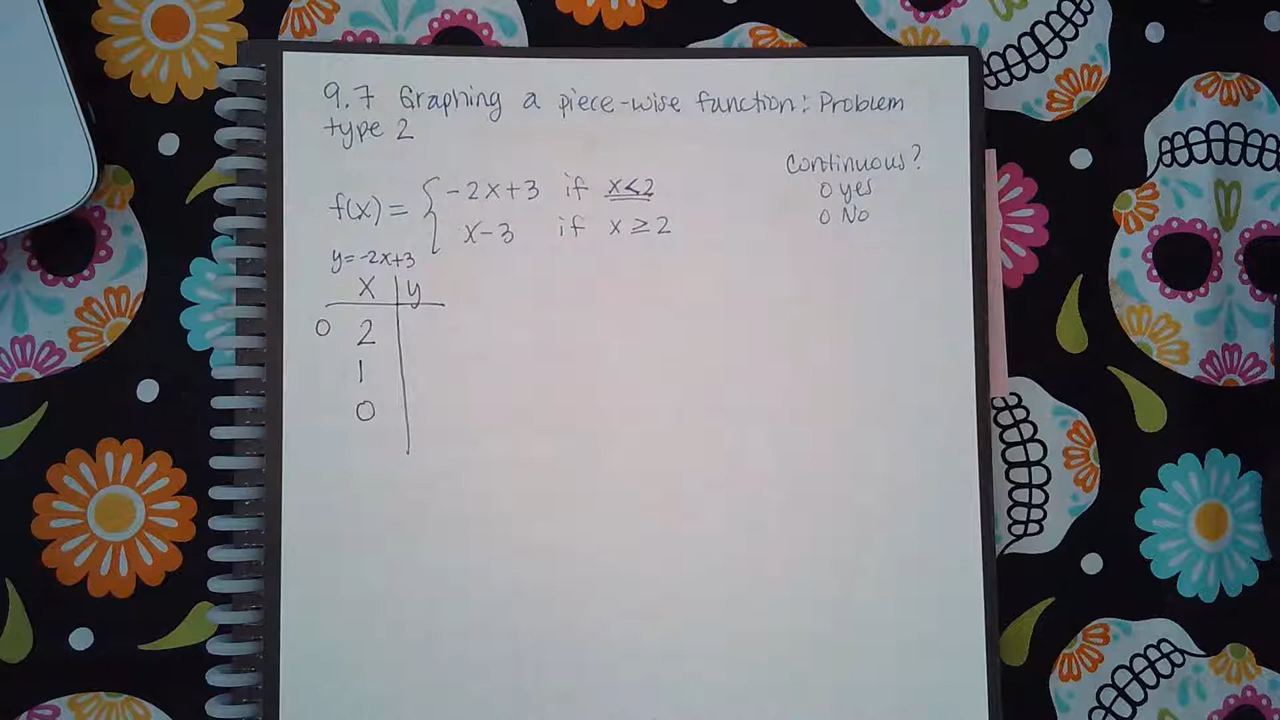 9.7 Graphing a piece-wise function: Problem
type 2
Continuous?
o yes
o No
f(x) = { -2x+3 if x<2
x-3 if x ≥ 2
y=-2x+3
x | y
o 2
1
0